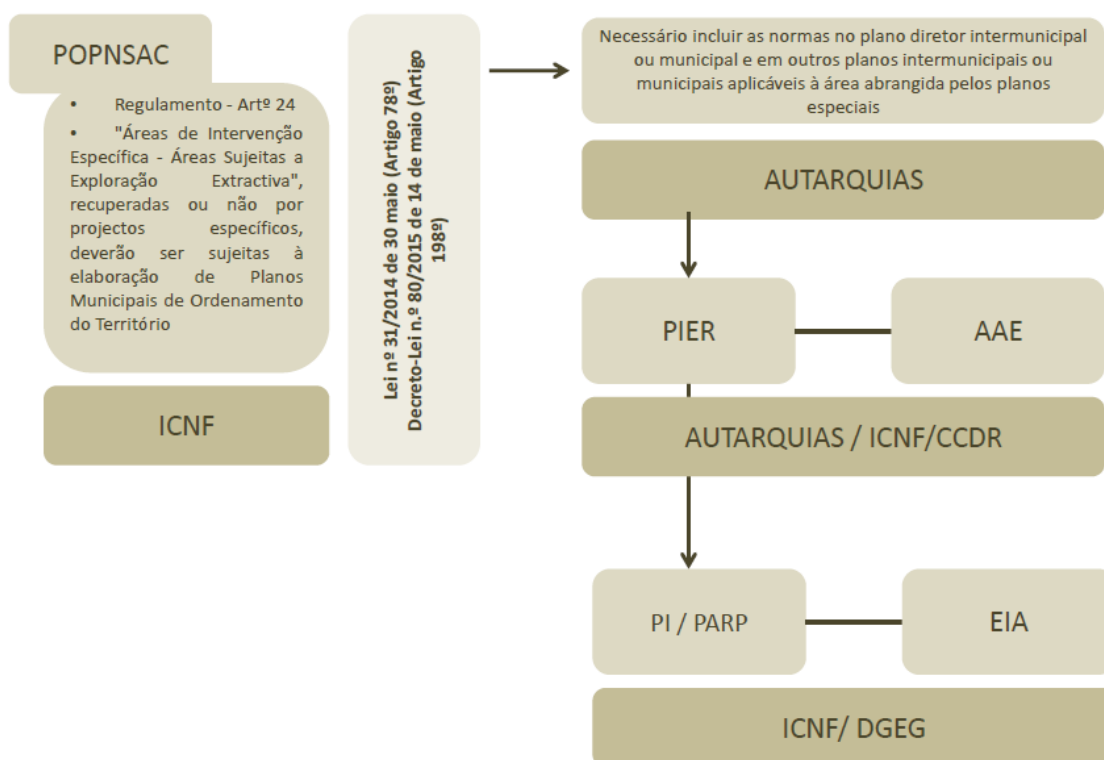 POPNSAC
• Regulamento - Artº 24
• "Áreas de Intervenção
Específica - Áreas Sujeitas a
Exploração Extractiva",
recuperadas ou não por
projectos específicos,
deverão ser sujeitas à
elaboração de Planos
Municipais de Ordenamento
do Território
ICNF
Lei nº 31/2014 de 30 maio (Artigo 78º)
Decreto-Lei n.º 80/2015 de 14 de maio (Artigo
198º)
Necessário incluir as normas no plano diretor intermunicipal
ou municipal e em outros planos intermunicipais ou
municipais aplicáveis à área abrangida pelos planos
especiais
AUTARQUIAS
PIER
AAE
AUTARQUIAS / ICNF/CCDR
PI / PARP
EIA
ICNF/ DGEG